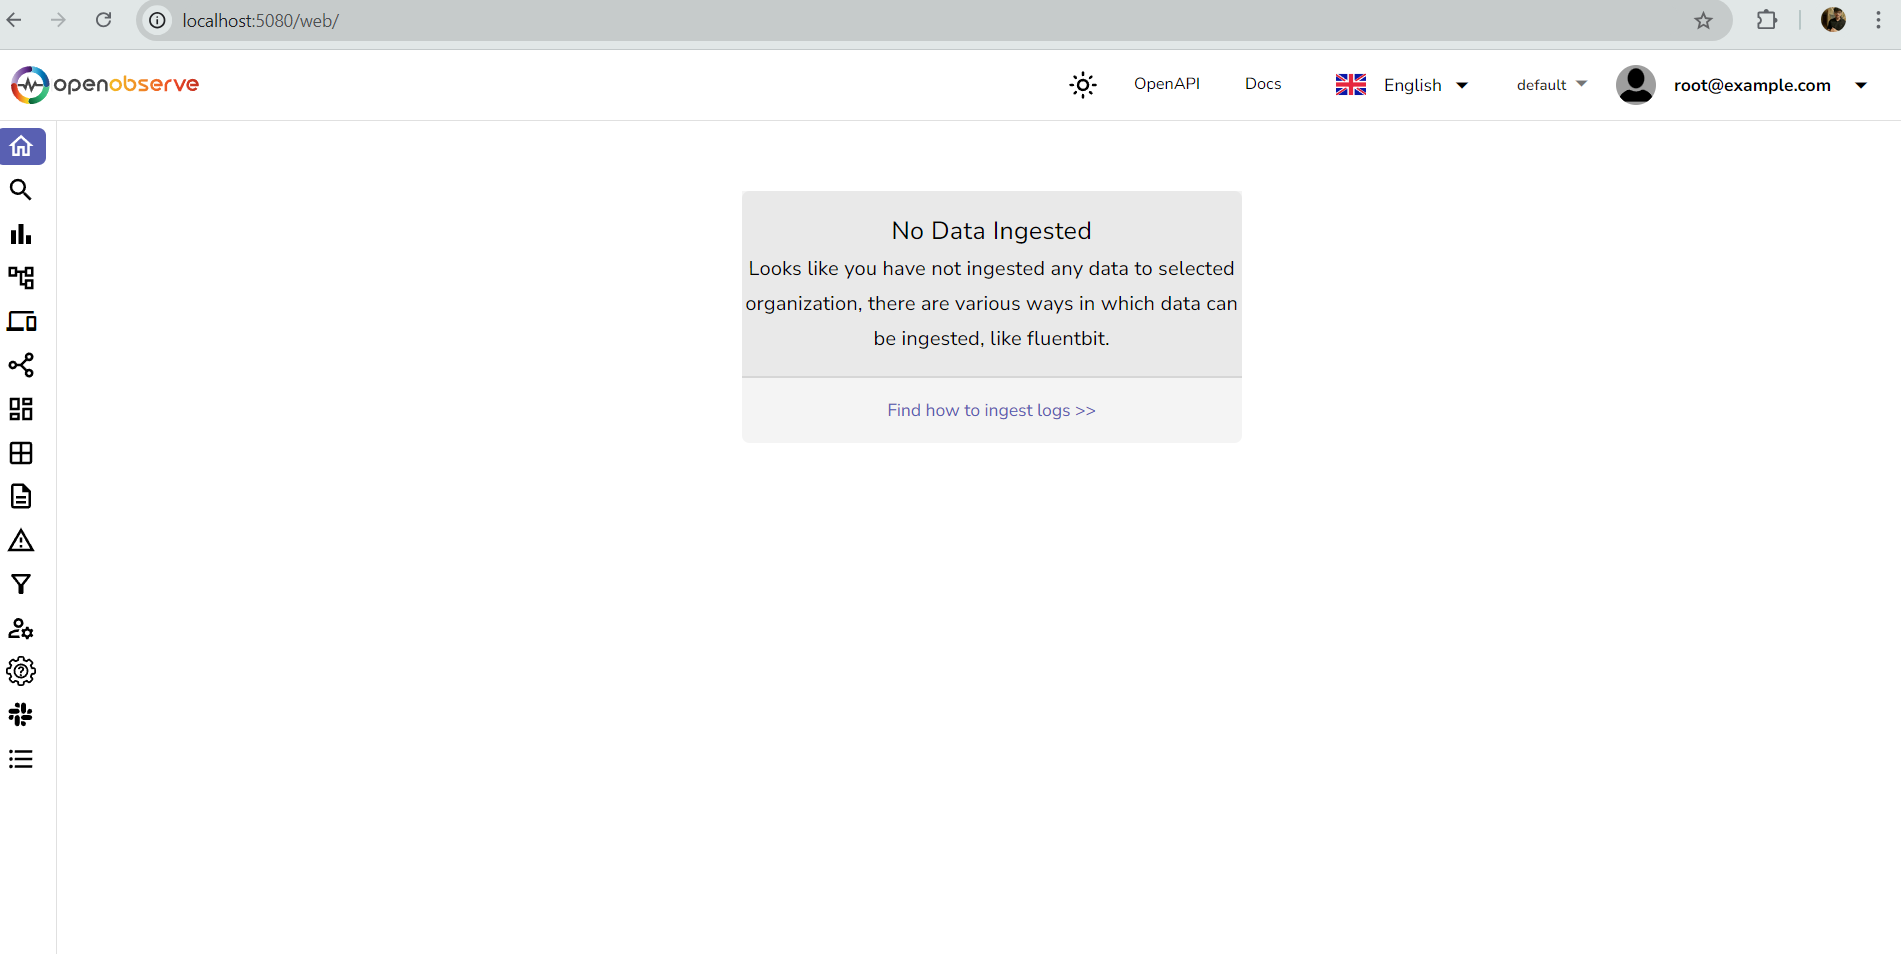 localhost:5080/web/
openobserve
OpenAPI
Docs
English
default
root@example.com
No Data Ingested
Looks like you have not ingested any data to selected
organization, there are various ways in which data can
be ingested, like fluentbit.
Find how to ingest logs >>